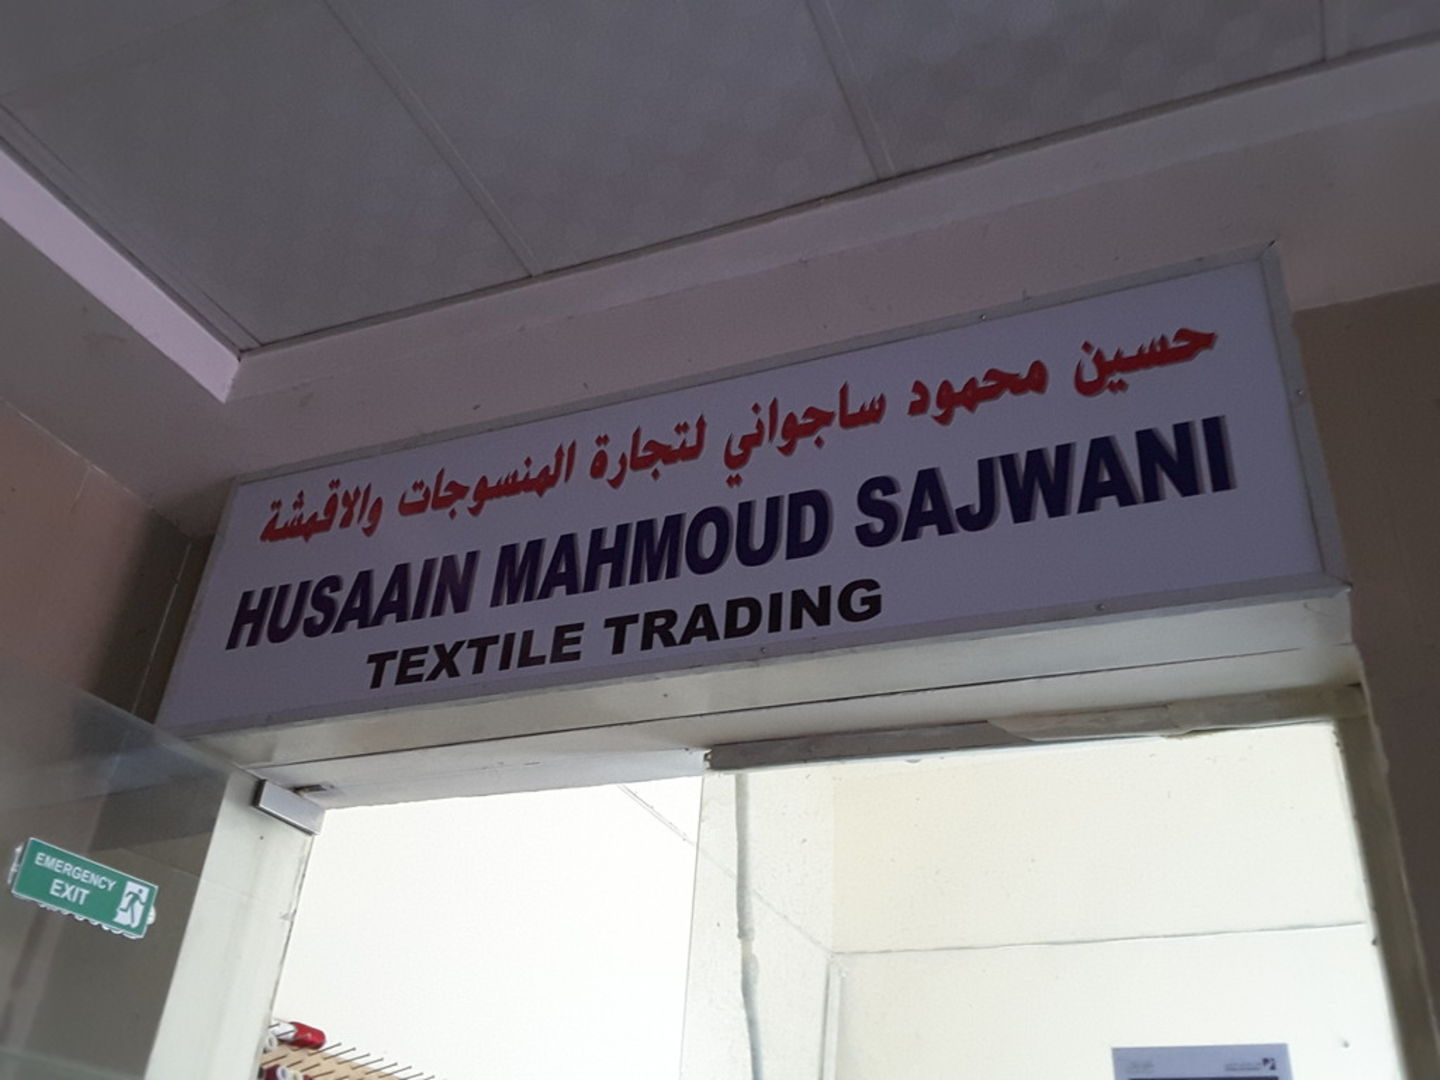 حسين محمود ساجواني لتجارة المنسوجات والاقمشة
HUSAAIN MAHMOUD SAJWANI
TEXTILE TRADING
EMERGENCY
EXIT